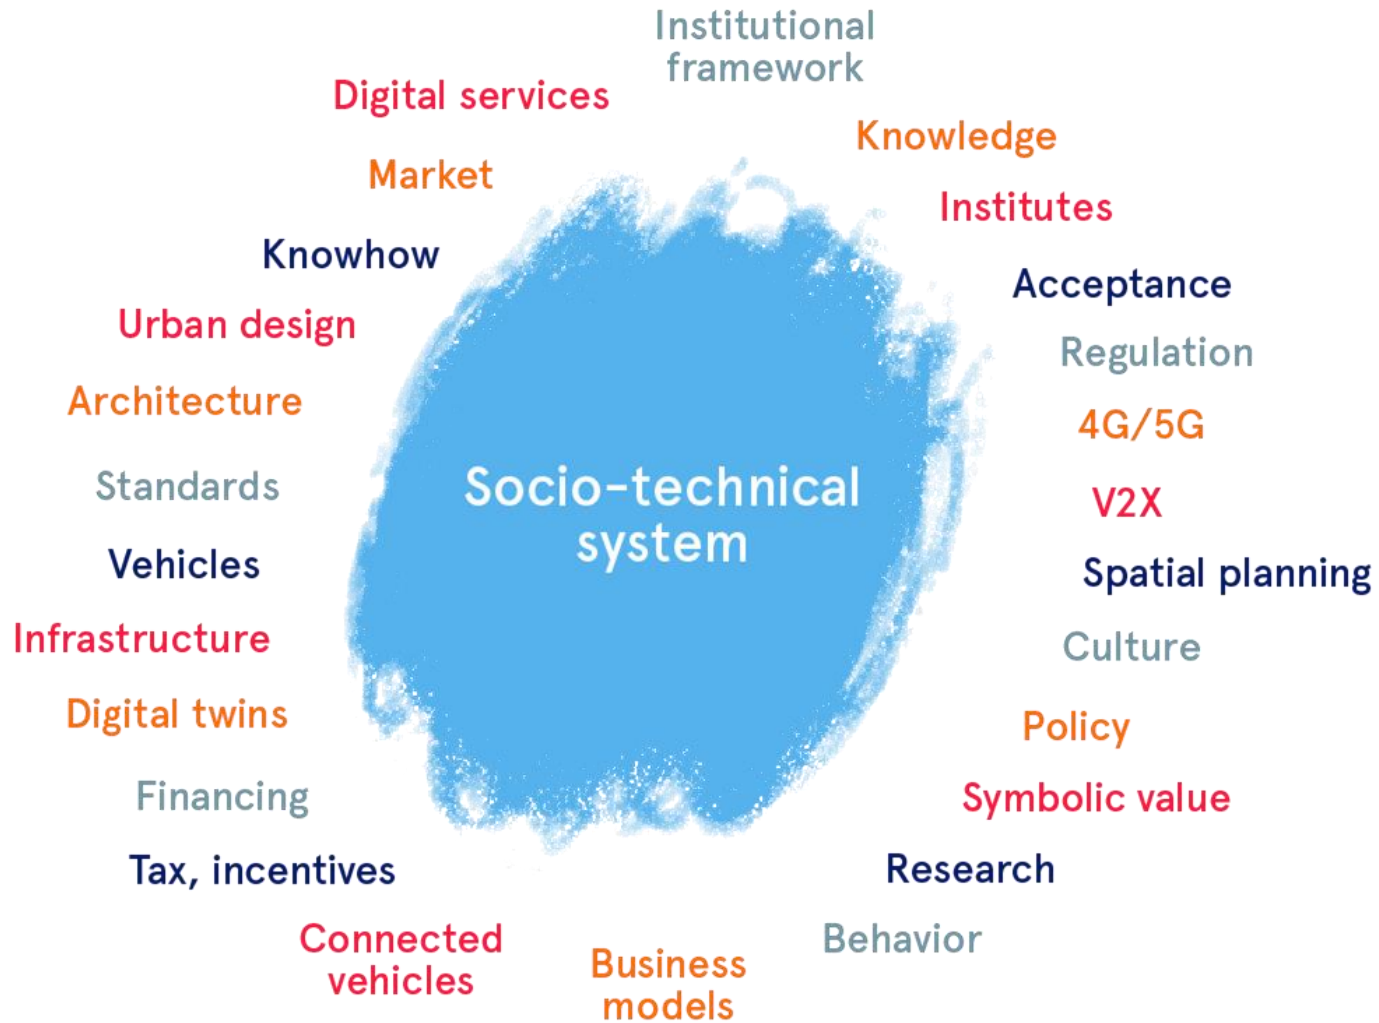 Institutional
framework
Digital services
Knowledge
Market
Institutes
Knowhow
Acceptance
Urban design
Regulation
Architecture
4G/5G
Standards
Socio-technical
system
V2X
Vehicles
Spatial planning
Infrastructure
Culture
Digital twins
Policy
Financing
Symbolic value
Tax, incentives
Research
Connected
vehicles
Behavior
Business
models